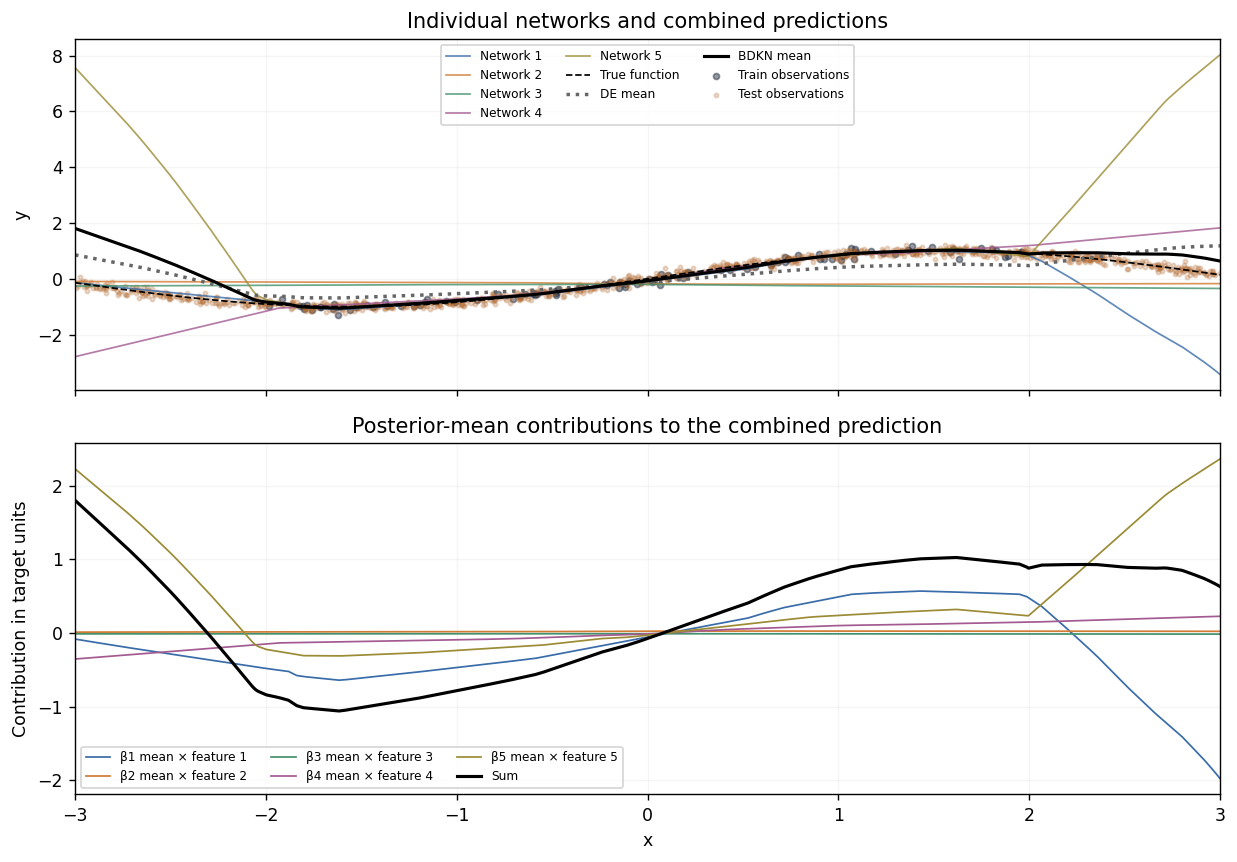 Individual networks and combined predictions
8
6
4
2
0
−2
y
Network 1
Network 2
Network 3
Network 4
Network 5
True function
DE mean
BDKN mean
Train observations
Test observations
Posterior-mean contributions to the combined prediction
2
1
0
−1
−2
Contribution in target units
β1 mean × feature 1
β2 mean × feature 2
β3 mean × feature 3
β4 mean × feature 4
β5 mean × feature 5
Sum
−3 −2 −1 0 1 2 3
x